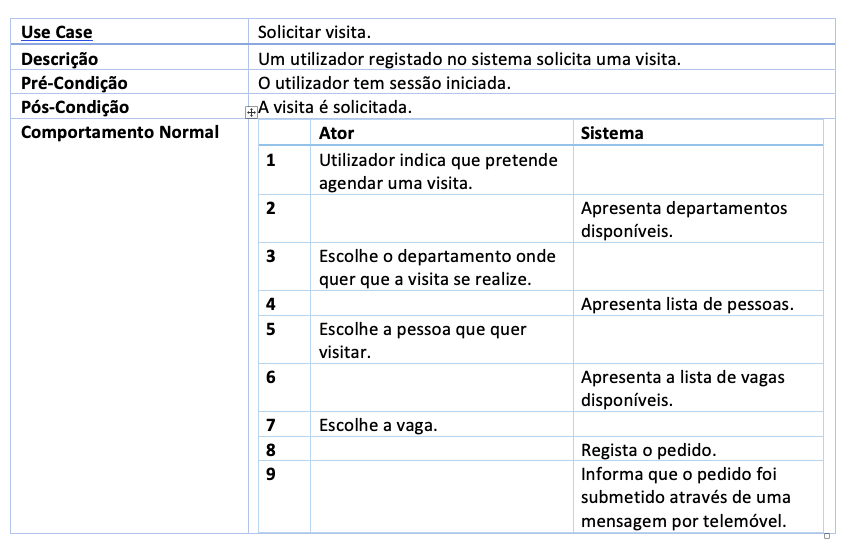 Use Case Solicitar visita.
Descrição Um utilizador registado no sistema solicita uma visita.
Pré-Condição O utilizador tem sessão iniciada.
Pós-Condição A visita é solicitada.
Comportamento Normal
Ator Sistema
1 Utilizador indica que pretende
agendar uma visita.
2 Apresenta departamentos
disponíveis.
3 Escolhe o departamento onde
quer que a visita se realize.
4 Apresenta lista de pessoas.
5 Escolhe a pessoa que quer
visitar.
6 Apresenta a lista de vagas
disponíveis.
7 Escolhe a vaga.
8 Regista o pedido.
9 Informa que o pedido foi
submetido através de uma
mensagem por telemóvel.